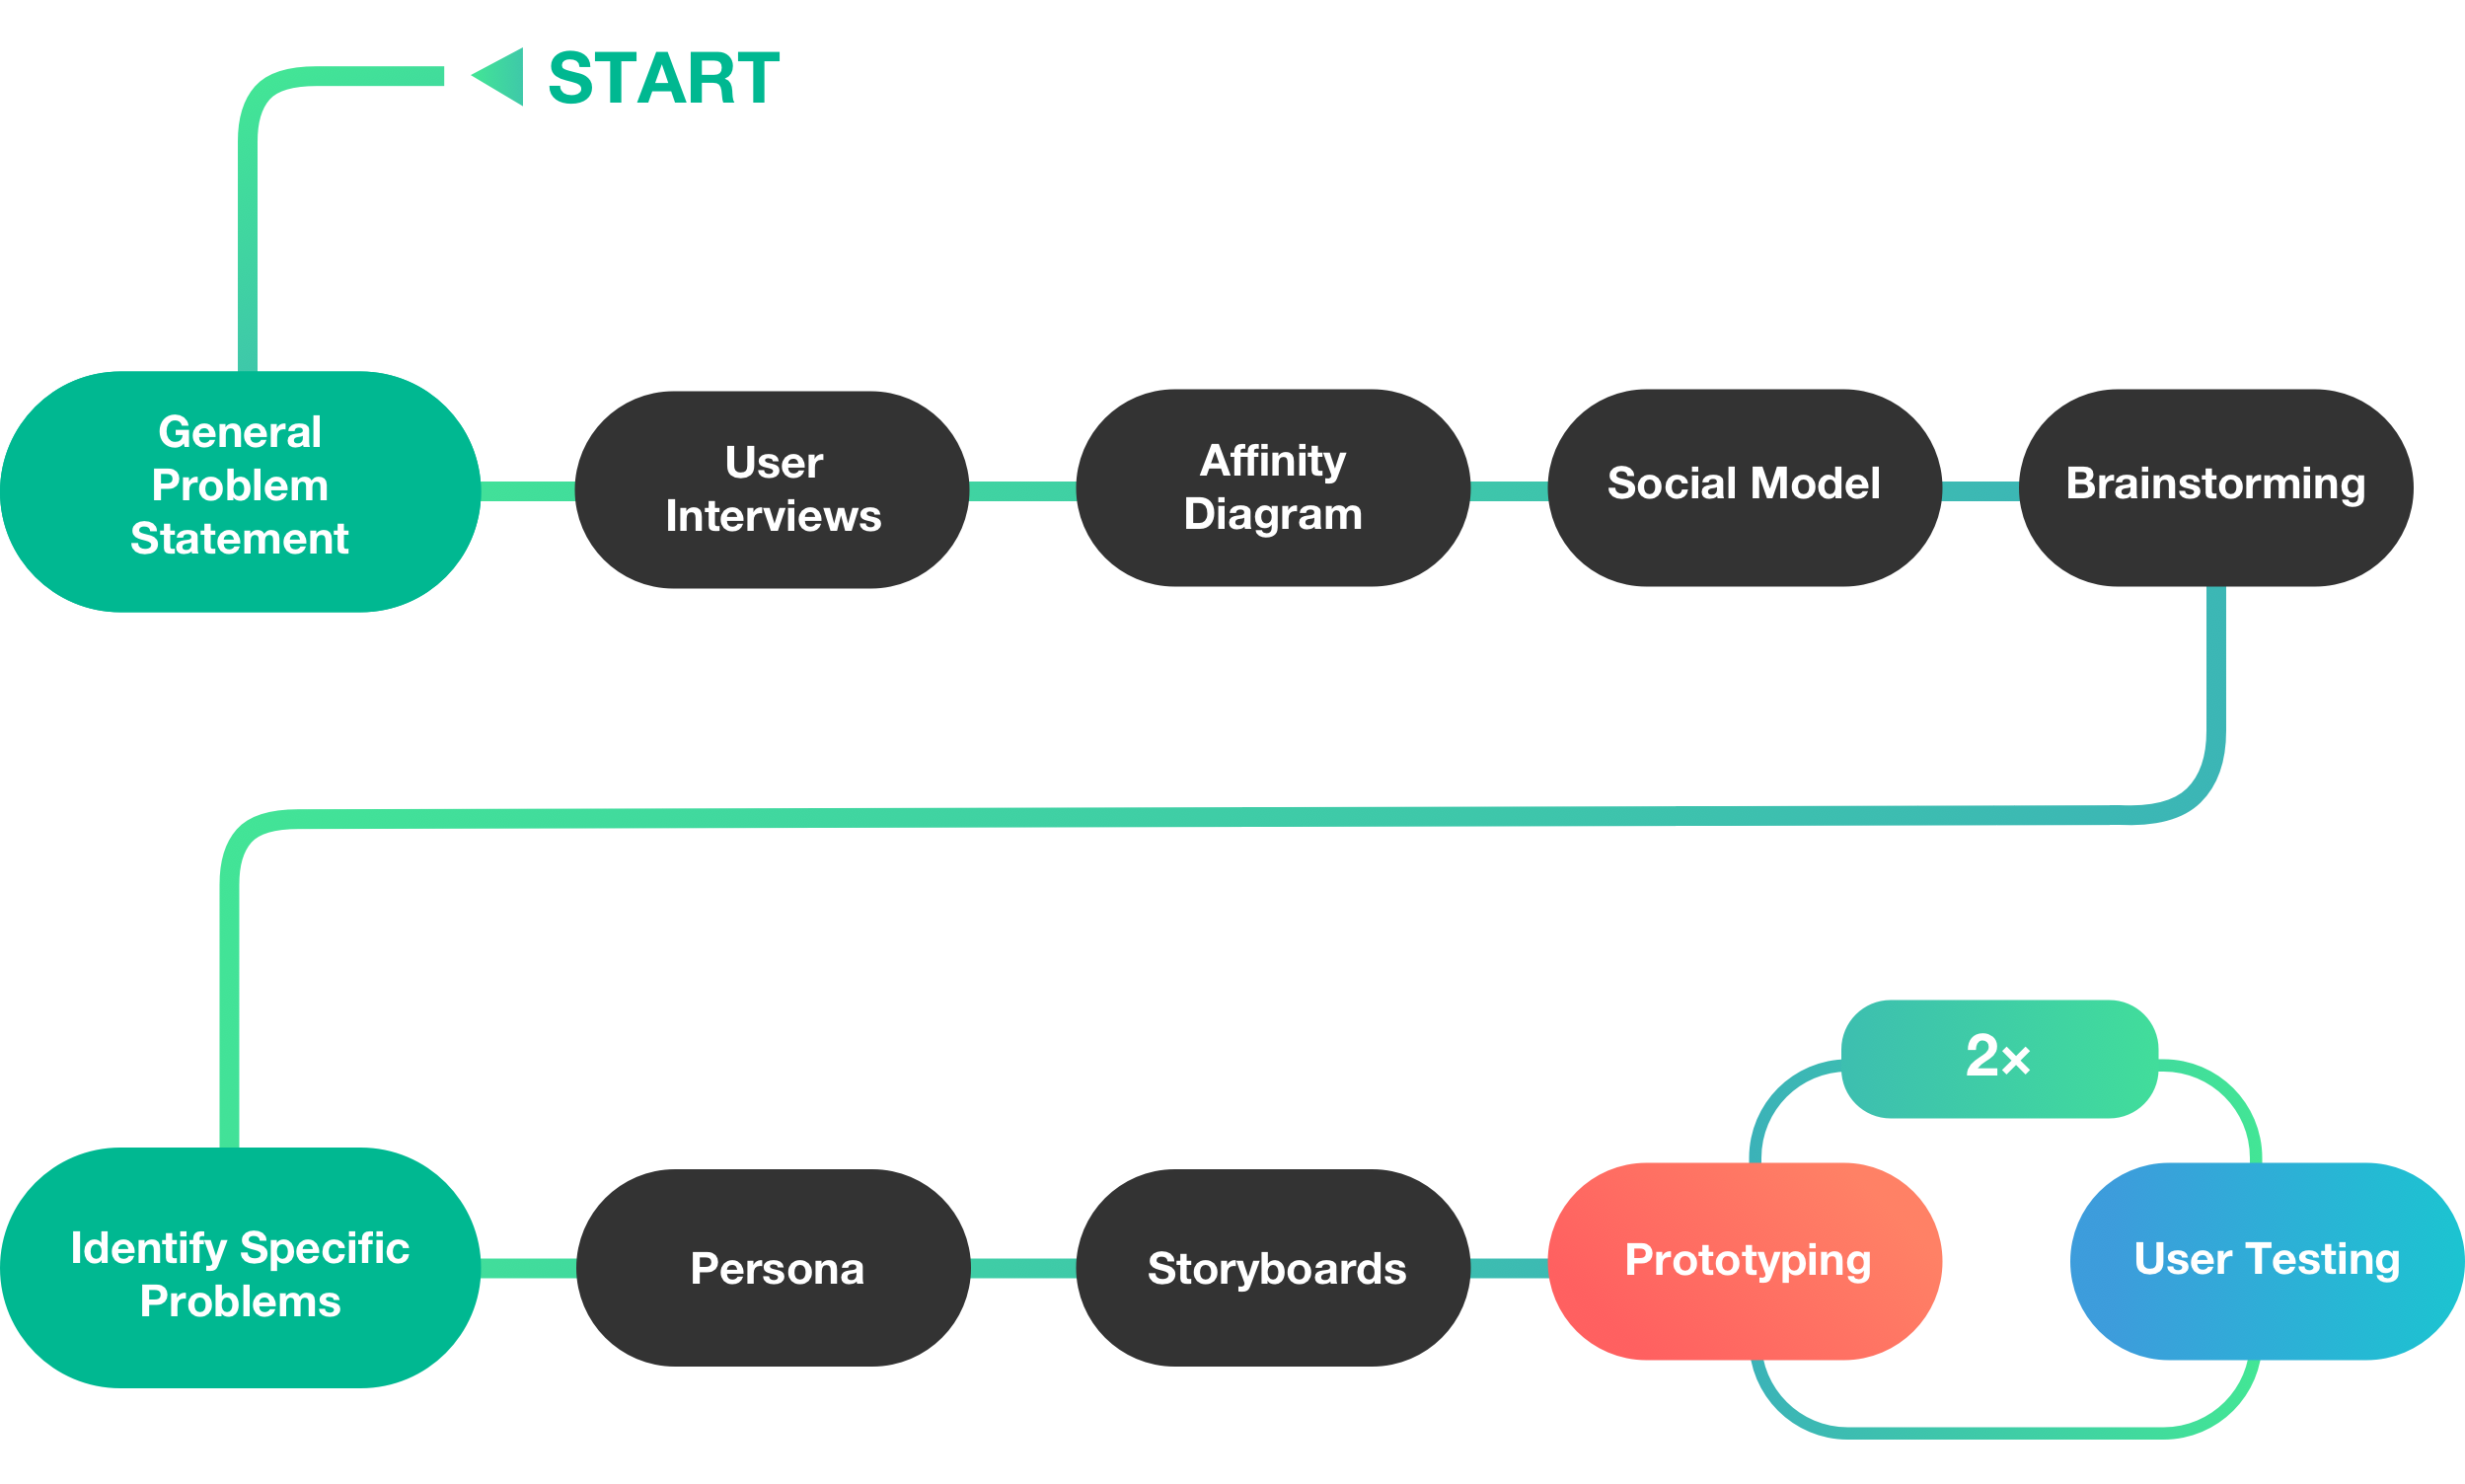 START
General
Problem
Statement
User
Interviews
Affinity
Diagram
Social Model
Brainstorming
Identify Specific
Problems
Persona
Storyboards
2×
Prototyping
User Testing